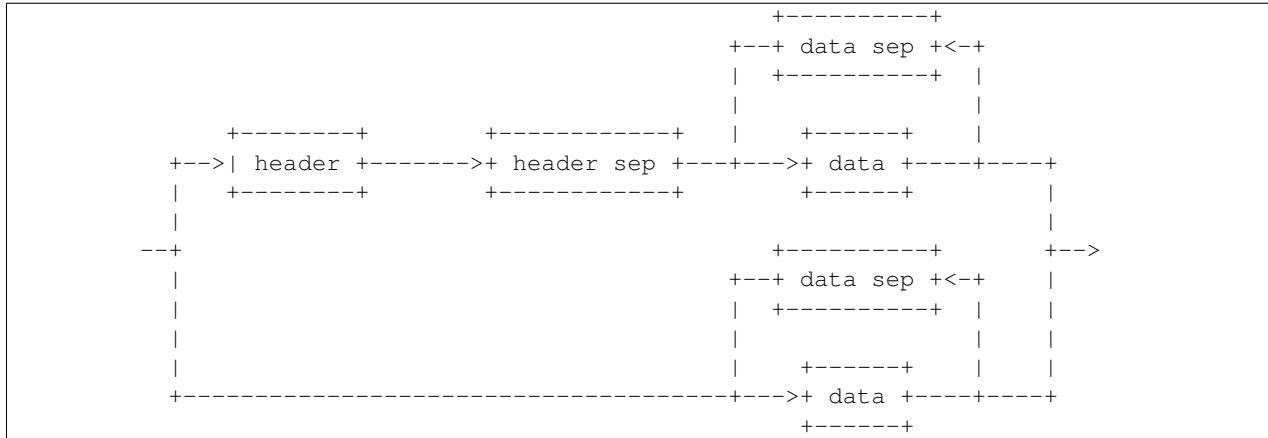 +----------+
+--+ data sep +<-+
|  +----------+  |
|                |
+--------+        +------------+   |    +------+    |
+-->| header +------->+ header sep +---+--->+ data +----+----+
|   +--------+        +------------+        +------+         |
|                                                            |
--+                                         +----------+       +-->
|                                      +--+ data sep +<-+    |
|                                      |  +----------+  |    |
|                                      |                |    |
|                                      |    +------+    |    |
+--------------------------------------+--->+ data +----+----+
+------+